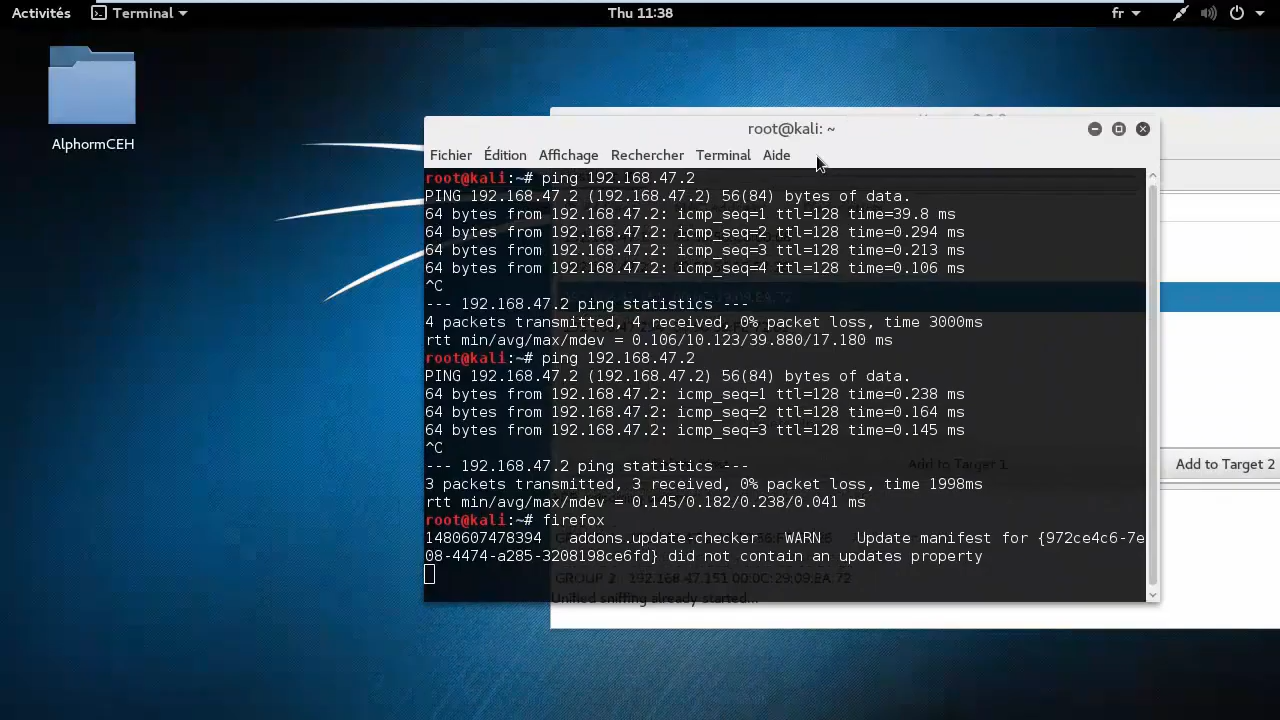 Activités Terminal Thu 11:38 fr
AlphormCEH
root@kali: ~
Fichier Édition Affichage Rechercher Terminal Aide
root@kali:~# ping 192.168.47.2
PING 192.168.47.2 (192.168.47.2) 56(84) bytes of data.
64 bytes from 192.168.47.2: icmp_seq=1 ttl=128 time=39.8 ms
64 bytes from 192.168.47.2: icmp_seq=2 ttl=128 time=0.294 ms
64 bytes from 192.168.47.2: icmp_seq=3 ttl=128 time=0.213 ms
64 bytes from 192.168.47.2: icmp_seq=4 ttl=128 time=0.106 ms
^C
--- 192.168.47.2 ping statistics ---
4 packets transmitted, 4 received, 0% packet loss, time 3000ms
rtt min/avg/max/mdev = 0.106/10.123/39.880/17.180 ms
root@kali:~# ping 192.168.47.2
PING 192.168.47.2 (192.168.47.2) 56(84) bytes of data.
64 bytes from 192.168.47.2: icmp_seq=1 ttl=128 time=0.238 ms
64 bytes from 192.168.47.2: icmp_seq=2 ttl=128 time=0.164 ms
64 bytes from 192.168.47.2: icmp_seq=3 ttl=128 time=0.145 ms
^C
--- 192.168.47.2 ping statistics ---
3 packets transmitted, 3 received, 0% packet loss, time 1998ms
rtt min/avg/max/mdev = 0.145/0.182/0.238/0.041 ms
root@kali:~# firefox
1480607478394 addons.update-checker WARN Update manifest for {972ce4c6-7e
08-4474-a285-3208198ce6fd} did not contain an updates property
Add to Target 1
Add to Target 2
GROUP 2 : 192.168.47.151 00:0C:29:09:EA:72
Unified sniffing already started...